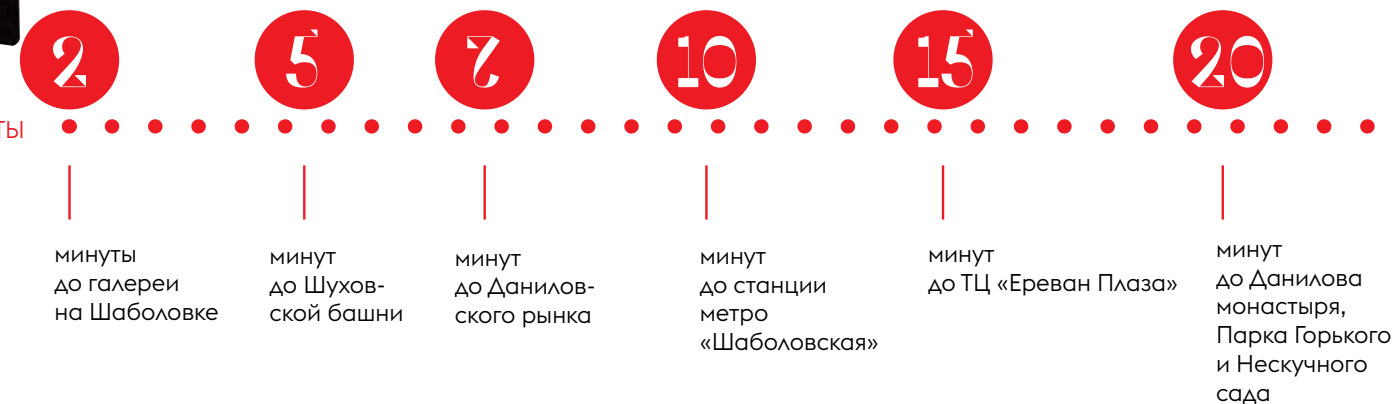 2
5
7
10
15
20
ТЫ
минуты
до галереи
на Шаболовке
минут
до Шухов-
ской башни
минут
до Данилов-
ского рынка
минут
до станции
метро
«Шаболовская»
минут
до ТЦ «Ереван Плаза»
минут
до Данилова
монастыря,
Парка Горького
и Нескучного
сада